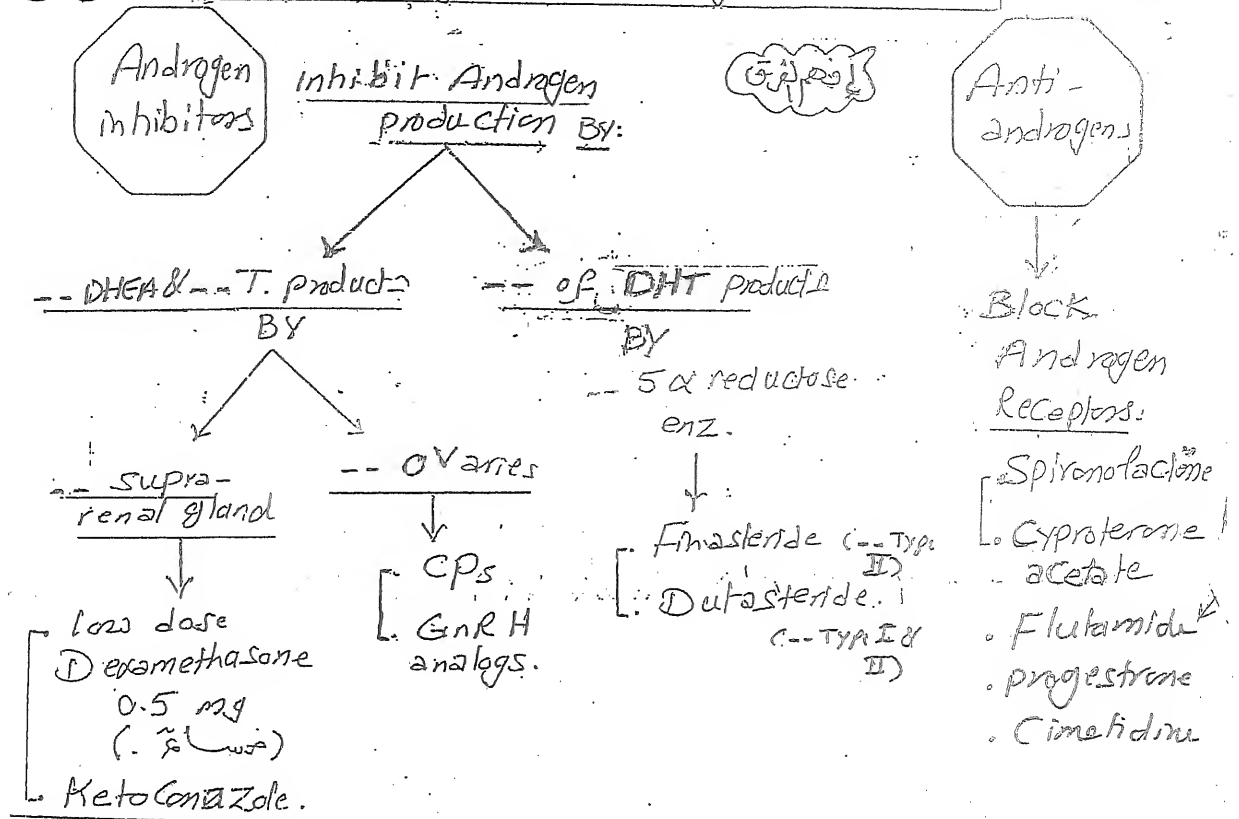 Androgen
inhibitors
inhibit Androgen
production BY:
Anti-
androgens
-- DHEA & -- T. product
BY
-- of DHT product
BY
-- 5 α reductose
enz.
Block
Androgen
Receptors:
-- supra-
renal gland
-- oVaries
low dose
Dexamethasone
0.5 mg
• KetoConazole.
• CPs
• GnRH
analogs.
• Finasteride (-- Type
II)
• Dutasteride.
(-- Type I &
II)
• Spironolactone
• Cyproterone
acetate
• Flutamide
• progestrone
• Cimetidine